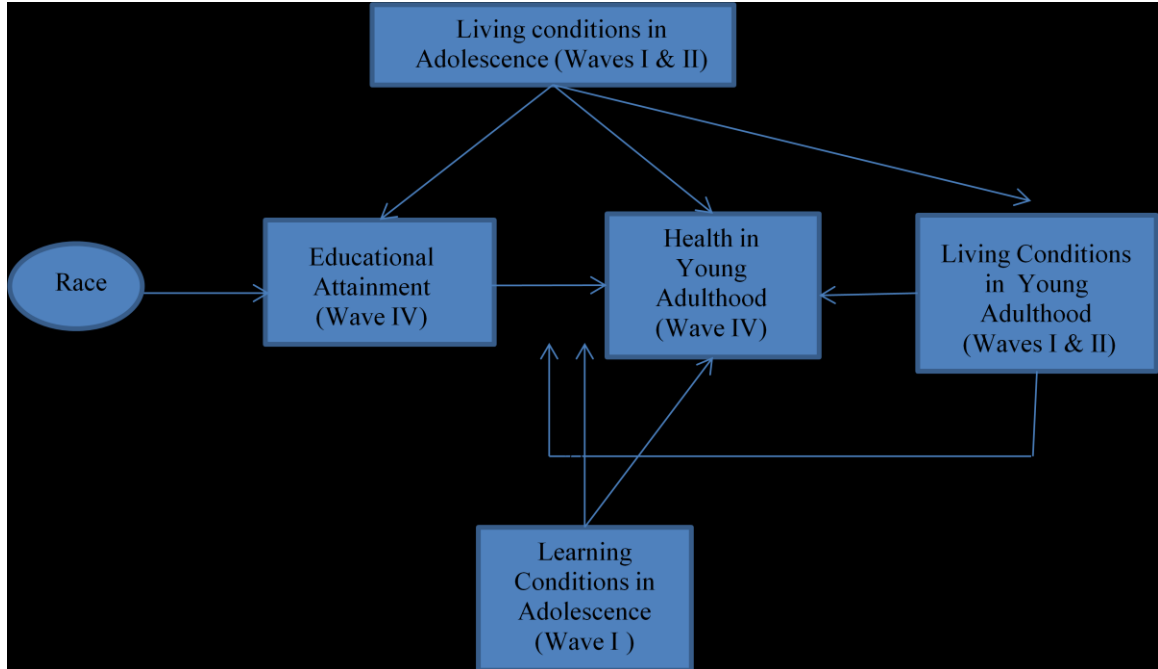 Living conditions in
Adolescence (Waves I & II)
Race
Educational
Attainment
(Wave IV)
Health in
Young
Adulthood
(Wave IV)
Living Conditions
in Young
Adulthood
(Waves I & II)
Learning
Conditions in
Adolescence
(Wave I )